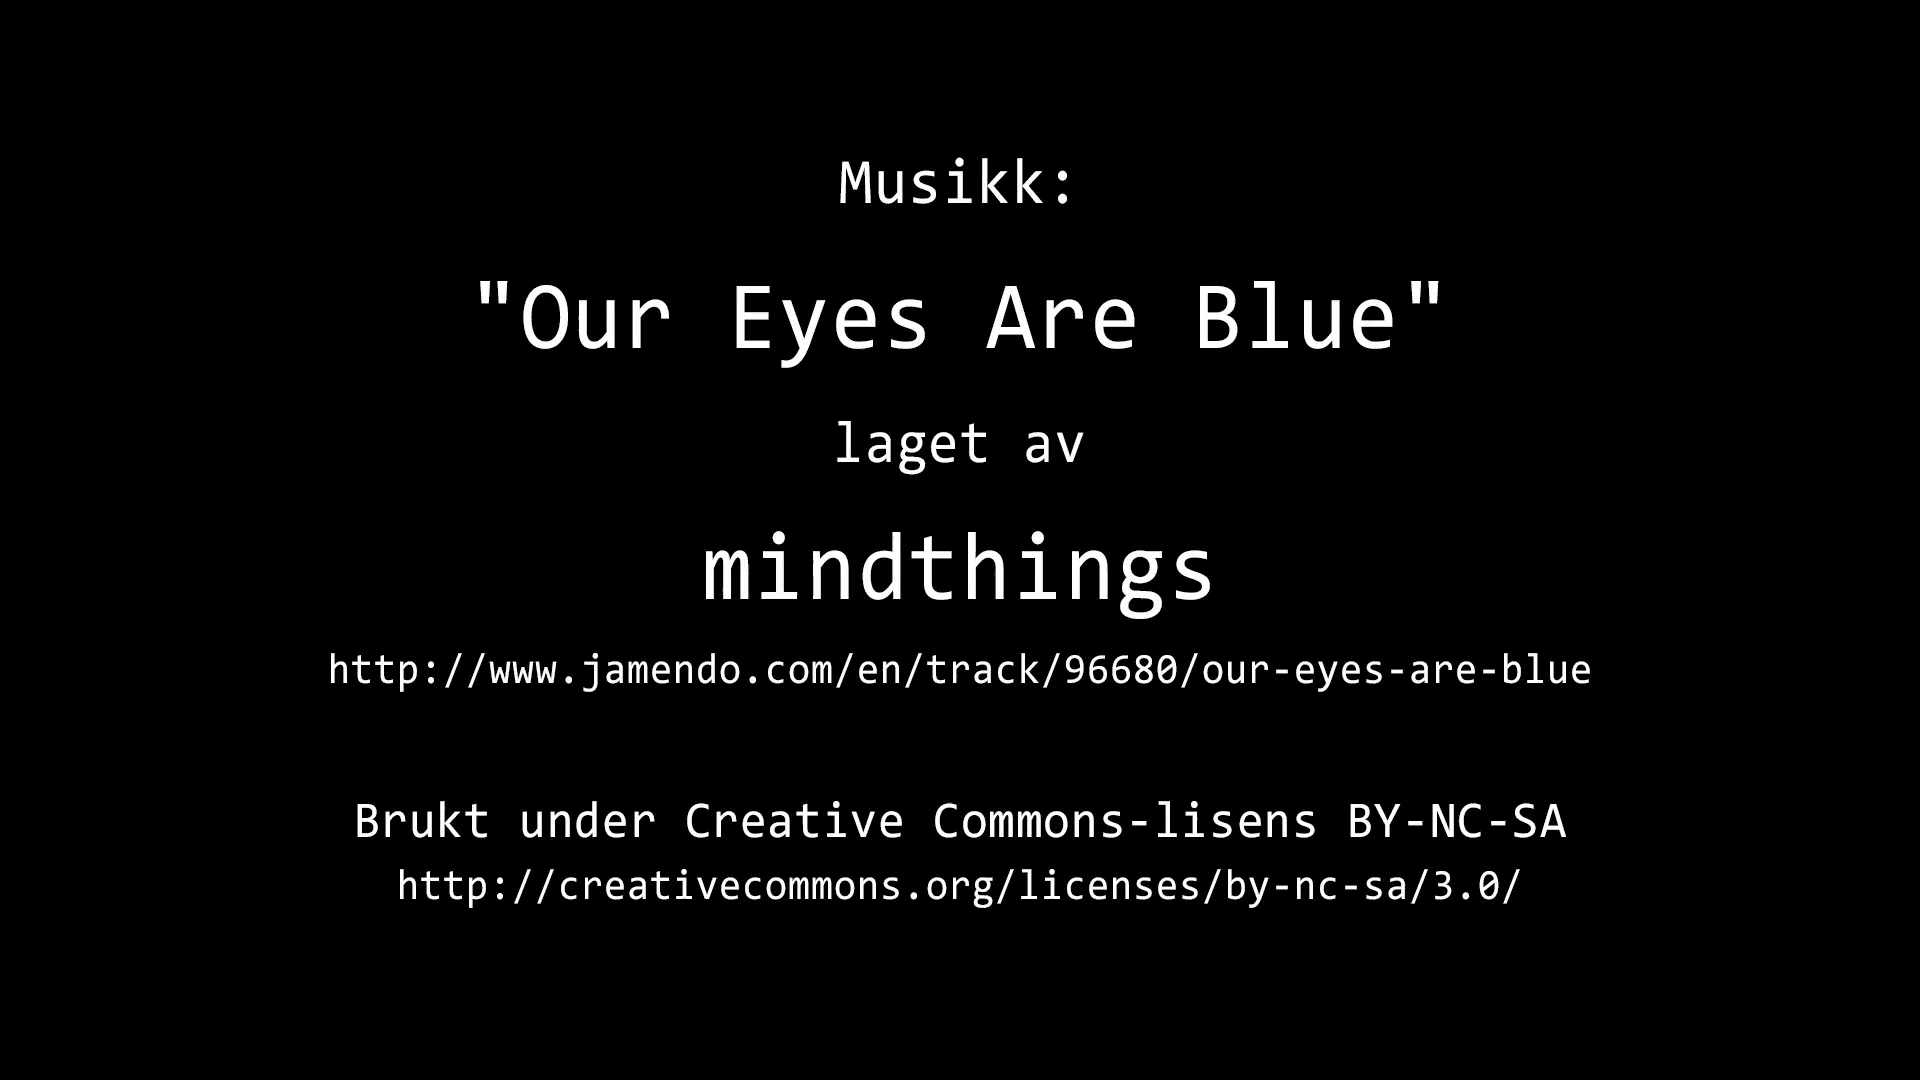 Musikk:
"Our Eyes Are Blue"
laget av
mindthings
http://www.jamendo.com/en/track/96680/our-eyes-are-blue
Brukt under Creative Commons-lisens BY-NC-SA
http://creativecommons.org/licenses/by-nc-sa/3.0/